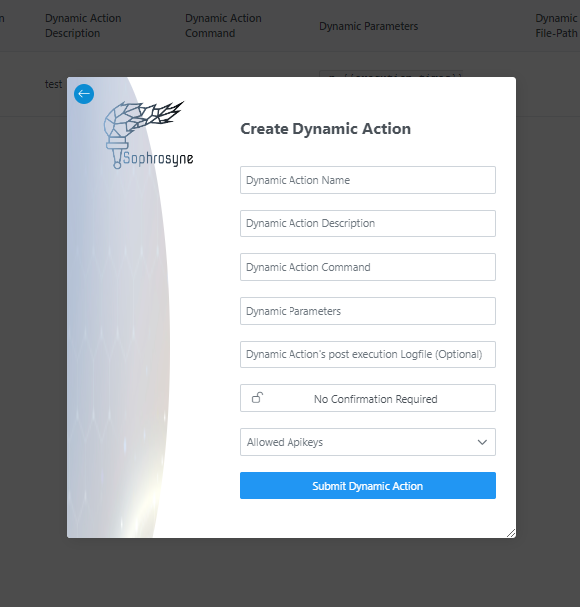 Dynamic Action
Description
Dynamic Action
Command
Dynamic Parameters
Dynamic
File-Path
test
Sophrosyne
Create Dynamic Action
Dynamic Action Name
Dynamic Action Description
Dynamic Action Command
Dynamic Parameters
Dynamic Action's post execution Logfile (Optional)
No Confirmation Required
Allowed Apikeys
Submit Dynamic Action